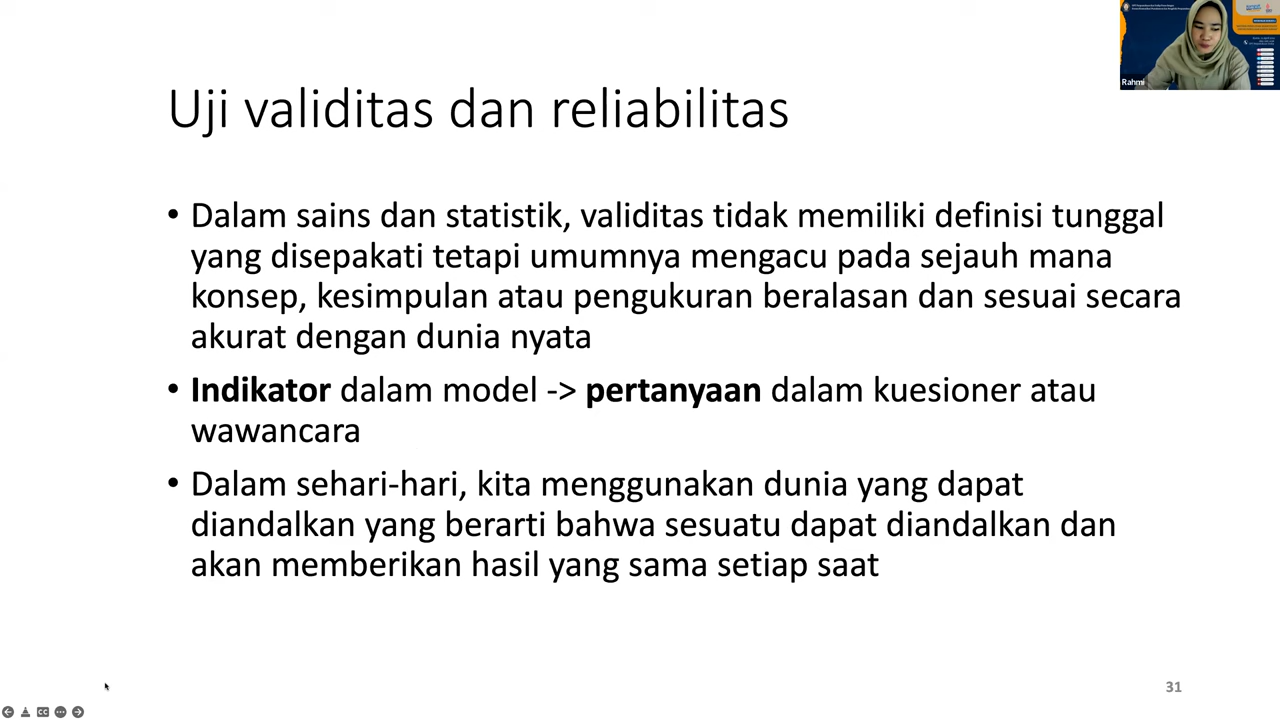 Uji validitas dan reliabilitas
• Dalam sains dan statistik, validitas tidak memiliki definisi tunggal
yang disepakati tetapi umumnya mengacu pada sejauh mana
konsep, kesimpulan atau pengukuran beralasan dan sesuai secara
akurat dengan dunia nyata
• Indikator dalam model -> pertanyaan dalam kuesioner atau
wawancara
• Dalam sehari-hari, kita menggunakan dunia yang dapat
diandalkan yang berarti bahwa sesuatu dapat diandalkan dan
akan memberikan hasil yang sama setiap saat
31
Rahmi
CC